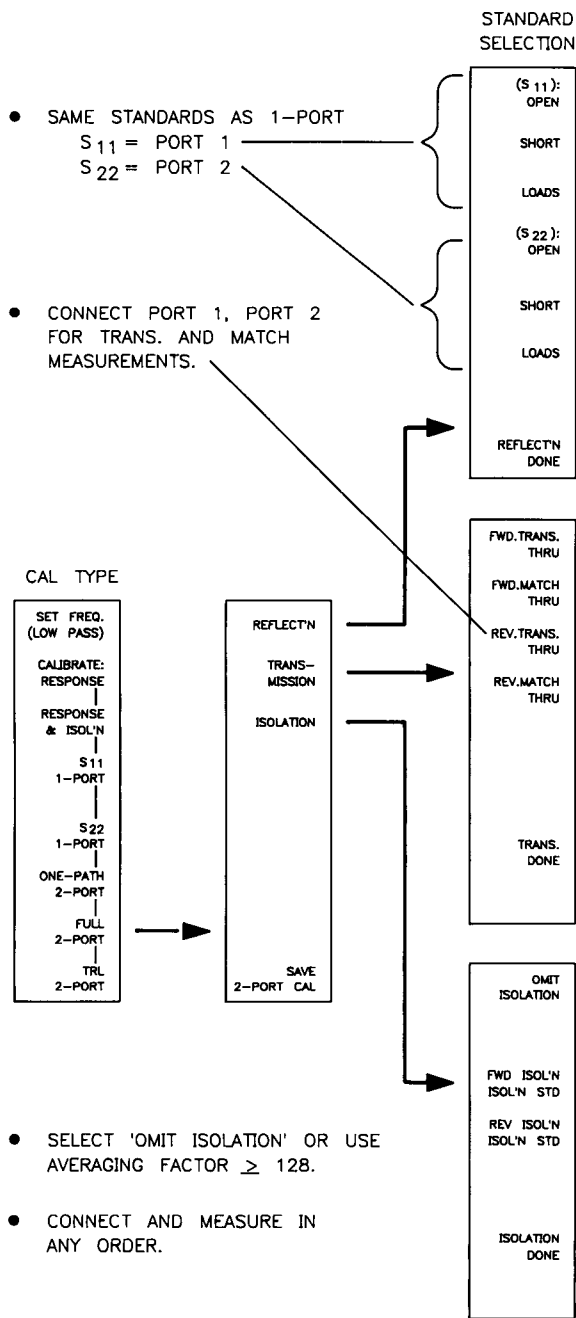 STANDARD
SELECTION
● SAME STANDARDS AS 1-PORT
S11 = PORT 1
S22 = PORT 2
(S11):
OPEN
SHORT
LOADS
(S22):
OPEN
SHORT
LOADS
REFLECT'N
DONE
● CONNECT PORT 1, PORT 2
FOR TRANS. AND MATCH
MEASUREMENTS.
CAL TYPE
SET FREQ.
(LOW PASS)
CALIBRATE:
RESPONSE
RESPONSE
& ISOL'N
S11
1-PORT
S22
1-PORT
ONE-PATH
2-PORT
FULL
2-PORT
TRL
2-PORT
REFLECT'N
TRANS-
MISSION
ISOLATION
SAVE
2-PORT CAL
FWD.TRANS.
THRU
FWD.MATCH
THRU
REV.TRANS.
THRU
REV.MATCH
THRU
TRANS.
DONE
OMIT
ISOLATION
FWD ISOL'N
ISOL'N STD
REV ISOL'N
ISOL'N STD
ISOLATION
DONE
● SELECT 'OMIT ISOLATION' OR USE
AVERAGING FACTOR ≥ 128.
● CONNECT AND MEASURE IN
ANY ORDER.